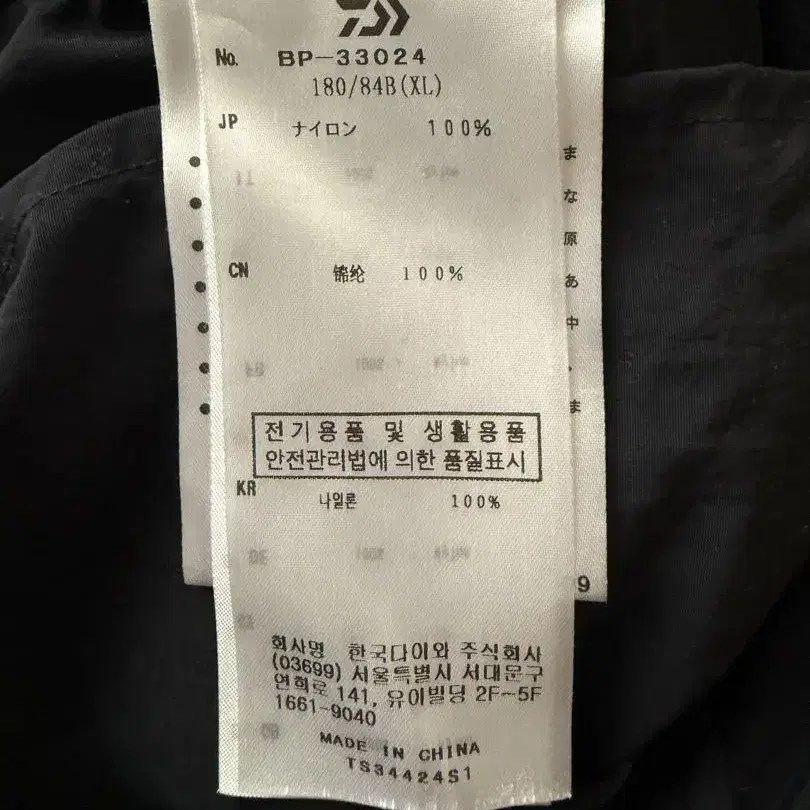 No. BP-33024
180/84B(XL)
JP ナイロン 100%
CN 锦纶 100%
전기용품 및 생활용품
안전관리법에 의한 품질표시
KR 나일론 100%
회사명 한국다이와 주식회사
(03699) 서울특별시 서대문구
연희로 141, 유이빌딩 2F~5F
1661-9040
MADE IN CHINA
TS34424S1
ま
な
原
あ
中
、
ま
9